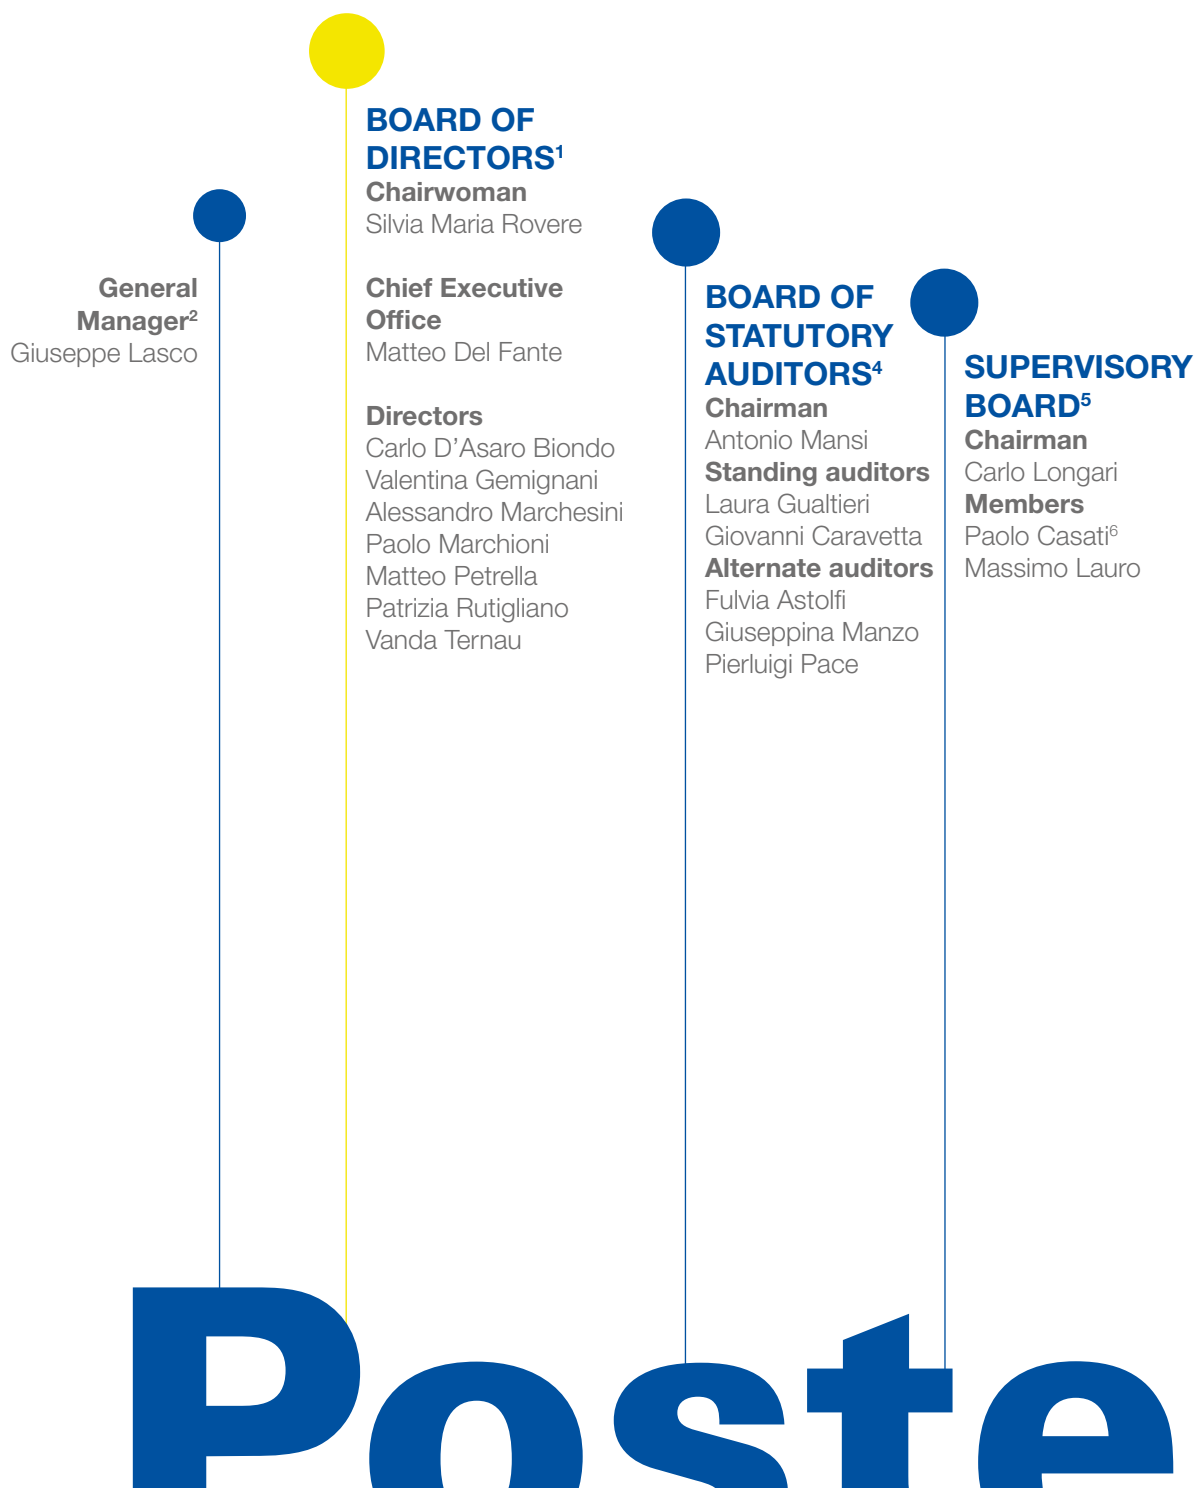 General
Manager²
Giuseppe Lasco
BOARD OF
DIRECTORS¹
Chairwoman
Silvia Maria Rovere
Chief Executive
Office
Matteo Del Fante
Directors
Carlo D’Asaro Biondo
Valentina Gemignani
Alessandro Marchesini
Paolo Marchioni
Matteo Petrella
Patrizia Rutigliano
Vanda Ternau
BOARD OF
STATUTORY
AUDITORS⁴
Chairman
Antonio Mansi
Standing auditors
Laura Gualtieri
Giovanni Caravetta
Alternate auditors
Fulvia Astolfi
Giuseppina Manzo
Pierluigi Pace
SUPERVISORY
BOARD⁵
Chairman
Carlo Longari
Members
Paolo Casati⁶
Massimo Lauro
Poste